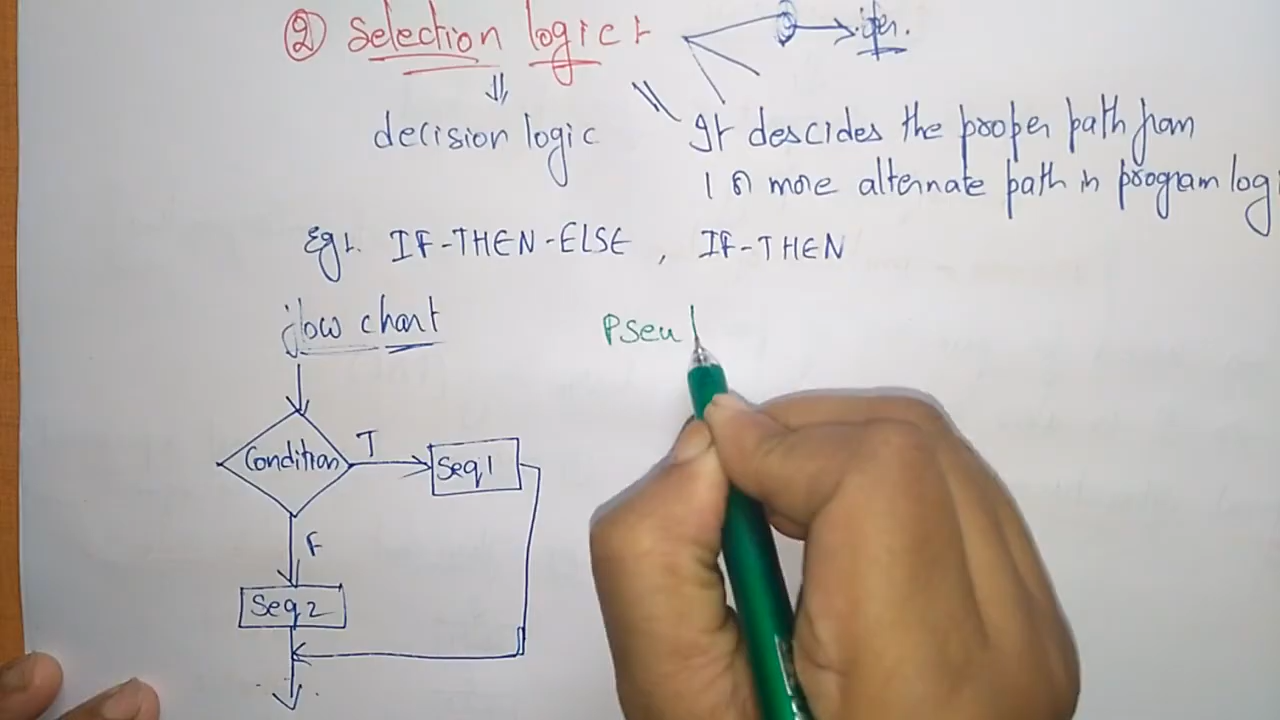 ② Selection logic :-
decision logic
It descides the proper path from
1 or more alternate path in program log
Eg:- IF-THEN-ELSE , IF-THEN
flow chart
Pseu
Condition
T
Seq1
F
Seq2